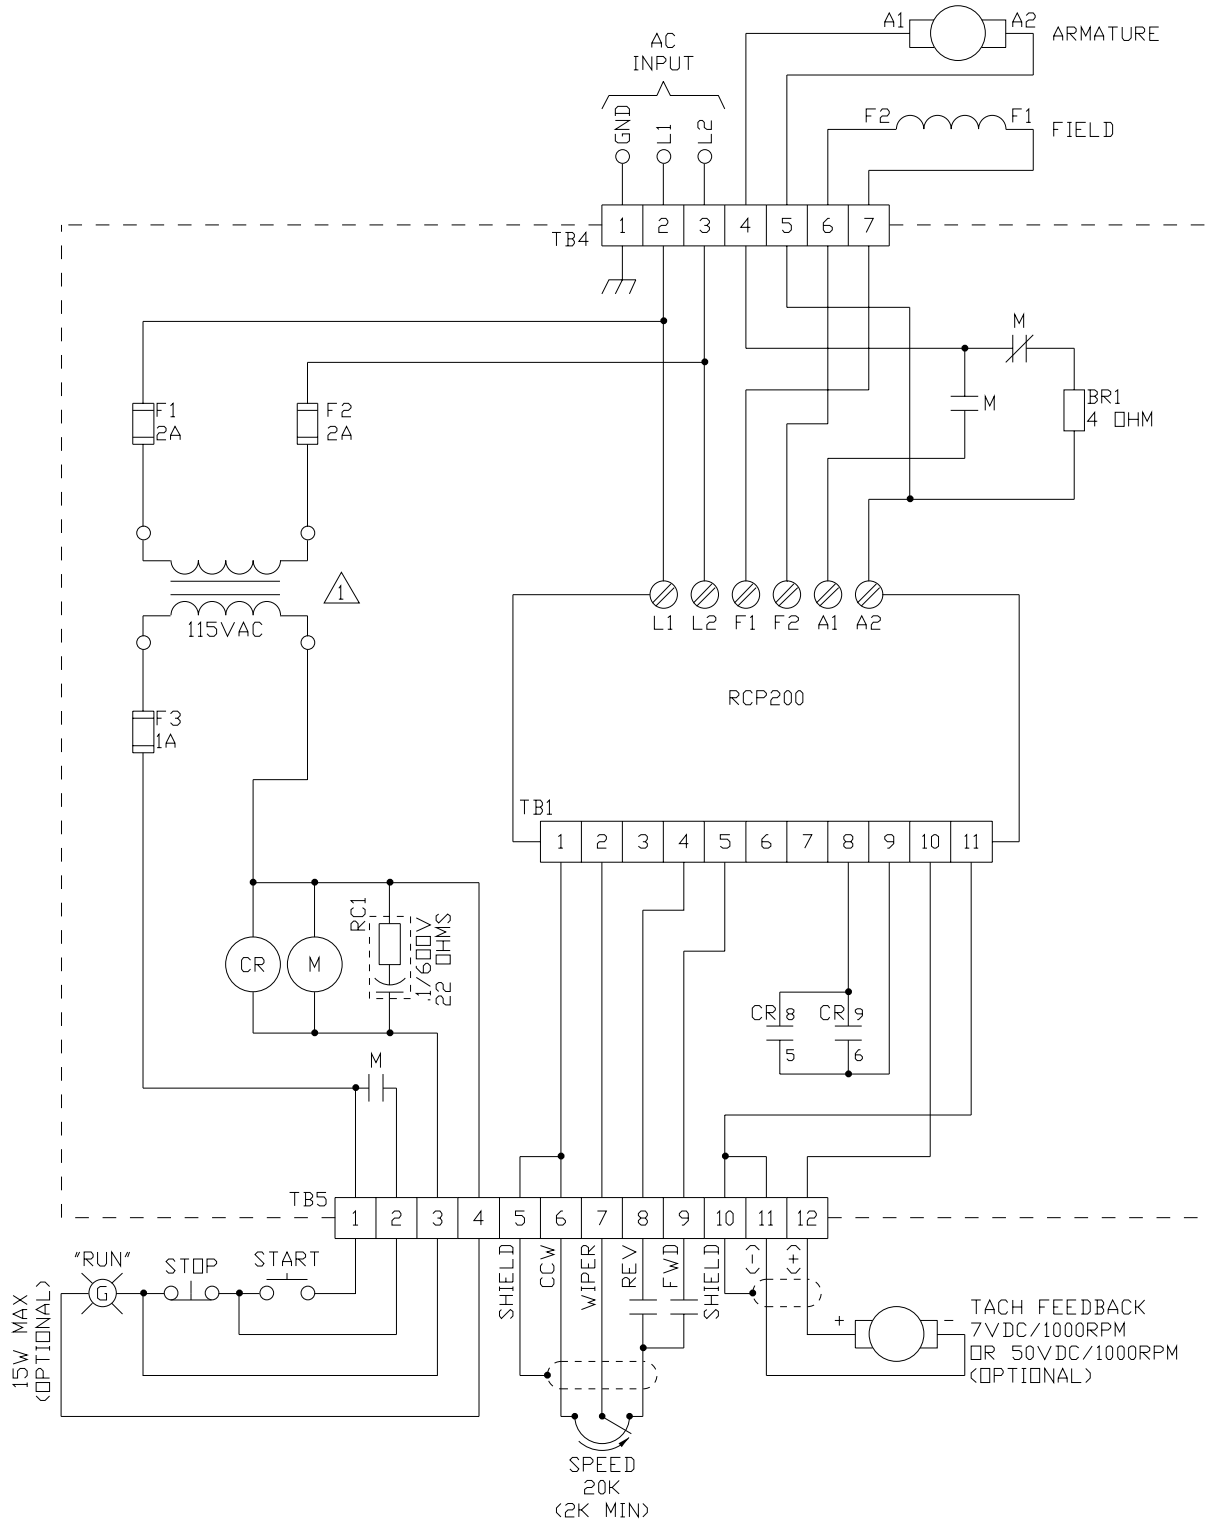 A1
A2
ARMATURE
AC
INPUT
F2
F1
FIELD
GND
L1
L2
TB4
1 2 3 4 5 6 7
M
M
BR1
4 OHM
F1
2A
F2
2A
1
115VAC
L1 L2 F1 F2 A1 A2
RCP200
F3
1A
TB1
1 2 3 4 5 6 7 8 9 10 11
RC1
.1/600V
22 OHMS
CR
M
CR 8
5
CR 9
6
M
TB5
1 2 3 4 5 6 7 8 9 10 11 12
"RUN"
STOP
START
G
15W MAX
(OPTIONAL)
SHIELD
CCW
WIPER
REV
FWD
SHIELD
(-)
(+)
+
-
TACH FEEDBACK
7VDC/1000RPM
OR 50VDC/1000RPM
(OPTIONAL)
SPEED
20K
(2K MIN)